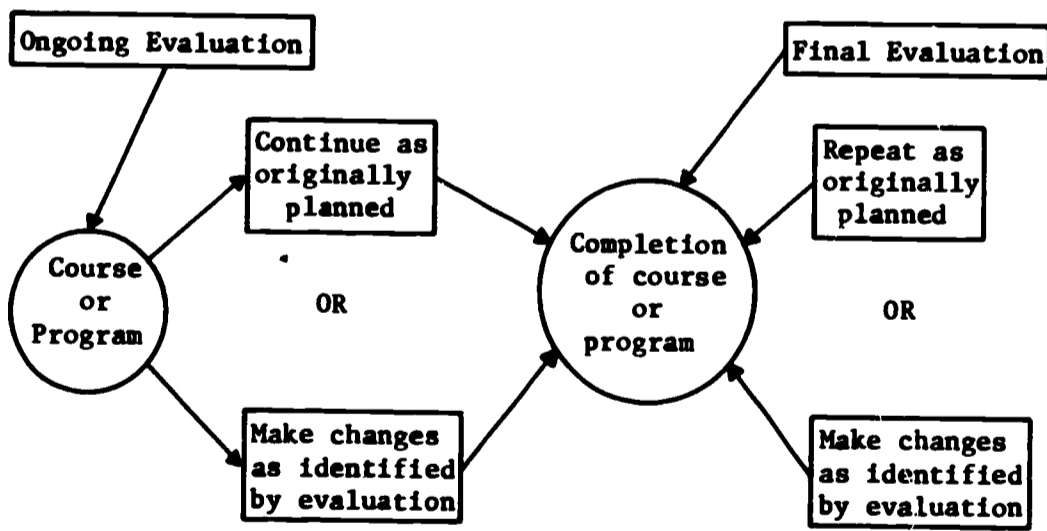 Ongoing Evaluation
Final Evaluation
Continue as
originally
planned
Repeat as
originally
planned
Course
or
Program
OR
Completion
of course
or
program
OR
Make changes
as identified
by evaluation
Make changes
as identified
by evaluation